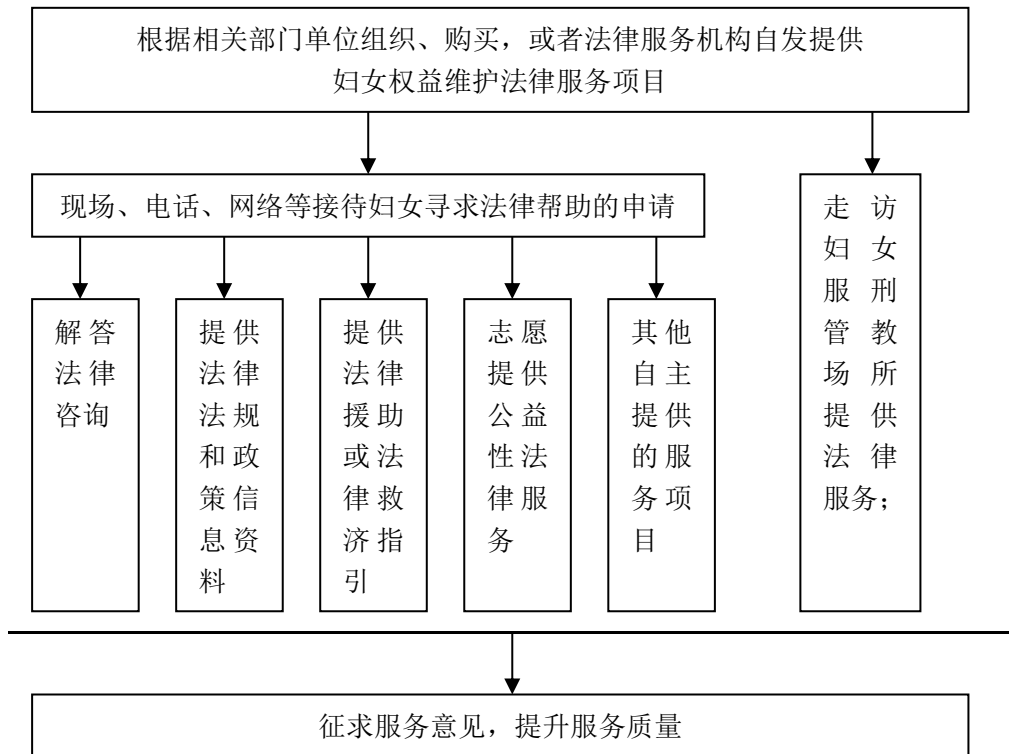 根据相关部门单位组织、购买，或者法律服务机构自发提供
妇女权益维护法律服务项目
现场、电话、网络等接待妇女寻求法律帮助的申请
解答
法律
咨询
提供
法律
法规
和政
策信
息资
料
提供
法律
援助
或法
律救
济指
引
志愿
提供
公益
性法
律服
务
其他
自主
提供
的服
务项
目
走访
妇女
服刑
管教
场所
提供
法律
服务；
征求服务意见，提升服务质量